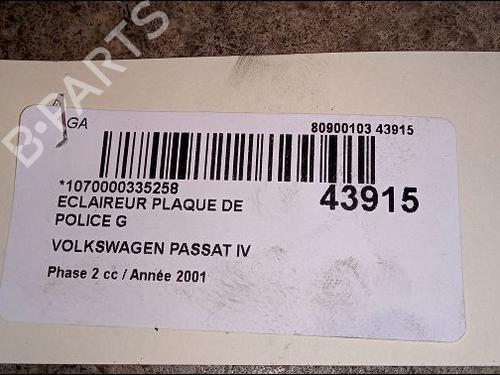 B-PARTS
GA
80900103 43915
*1070000335258
43915
ECLAIREUR PLAQUE DE
POLICE G
VOLKSWAGEN PASSAT IV
Phase 2 cc / Année 2001